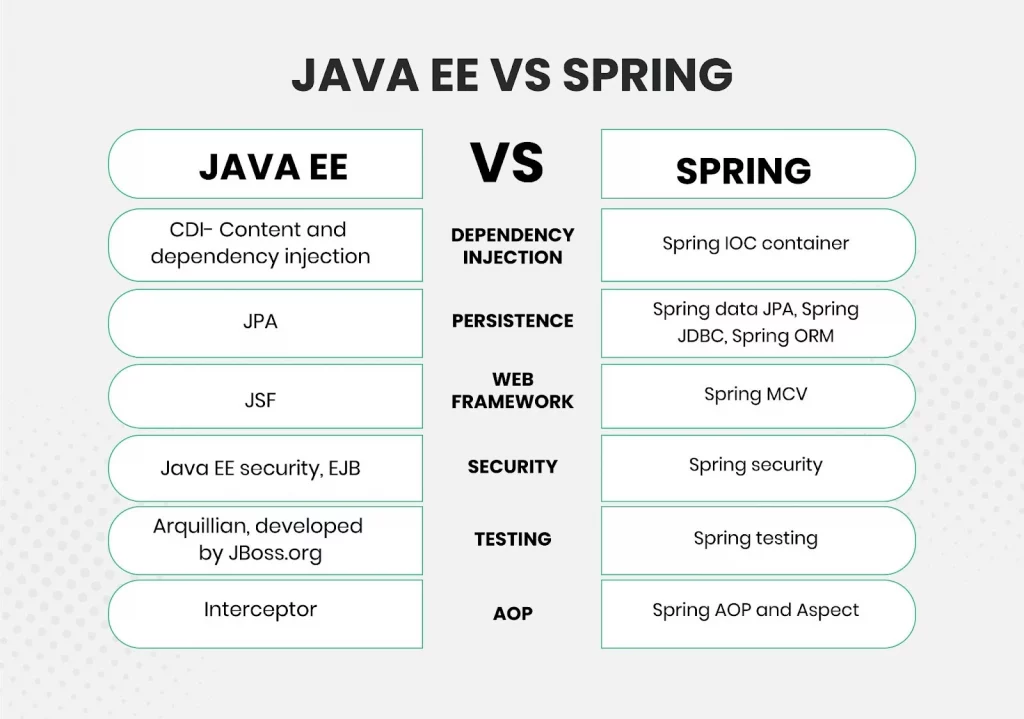 JAVA EE VS SPRING
JAVA EE
VS
SPRING
CDI- Content and
dependency injection
DEPENDENCY
INJECTION
Spring IOC container
JPA
PERSISTENCE
Spring data JPA, Spring
JDBC, Spring ORM
JSF
WEB
FRAMEWORK
Spring MCV
Java EE security, EJB
SECURITY
Spring security
Arquillian, developed
by JBoss.org
TESTING
Spring testing
Interceptor
AOP
Spring AOP and Aspect